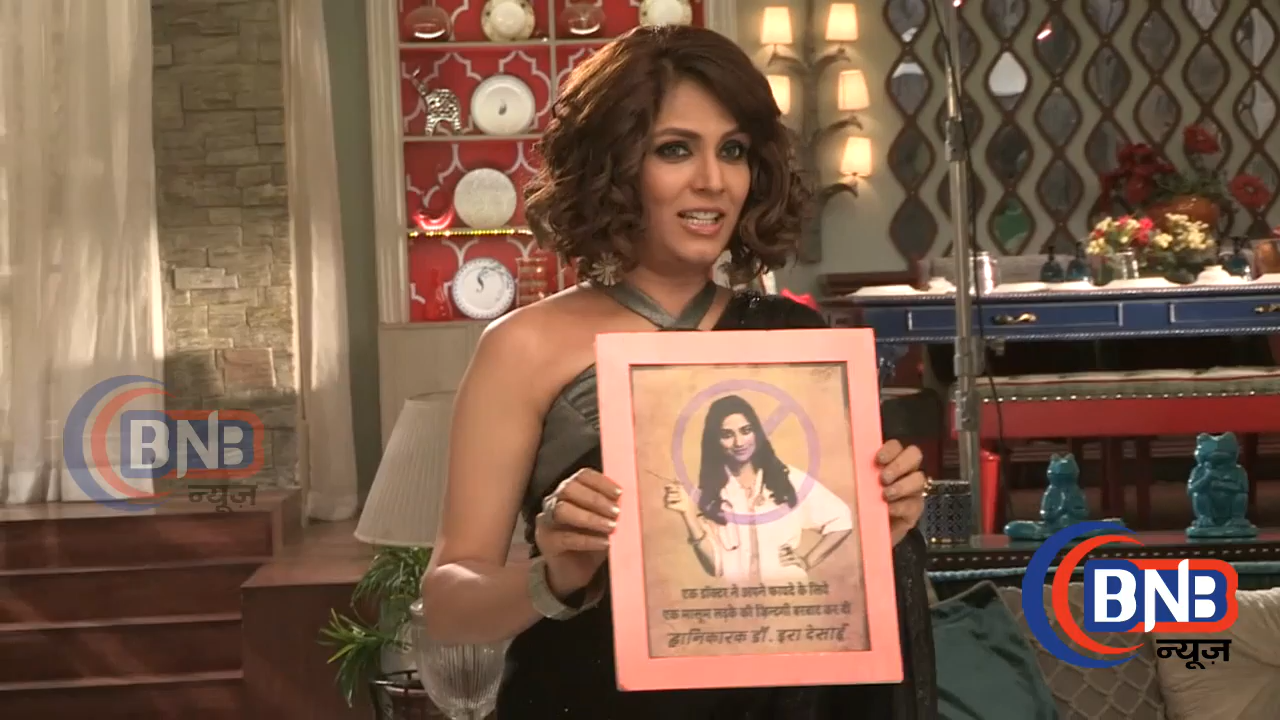 BNB
न्यूज़
एक डॉक्टर ने अपने फायदे के लिये
एक मासूम लड़के की ज़िन्दगी बरबाद कर दी
हानिकारक डॉ. इरा देसाई
BNB
न्यूज़